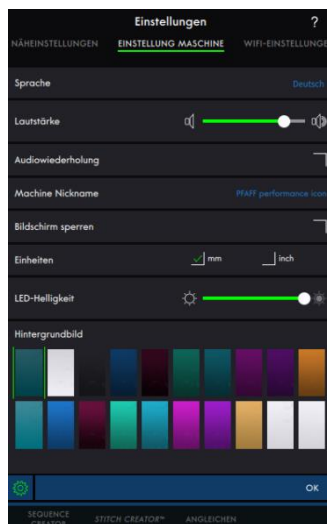 Einstellungen ?
NÄHEINSTELLUNGEN EINSTELLUNG MASCHINE WIFI-EINSTELLUNGE
Sprache Deutsch
Lautstärke
Audiowiederholung
Machine Nickname PFAFF performance icon
Bildschirm sperren
Einheiten mm inch
LED-Helligkeit
Hintergrundbild
OK
SEQUENCE STITCH CREATOR™ ANGLEICHEN
CREATOR